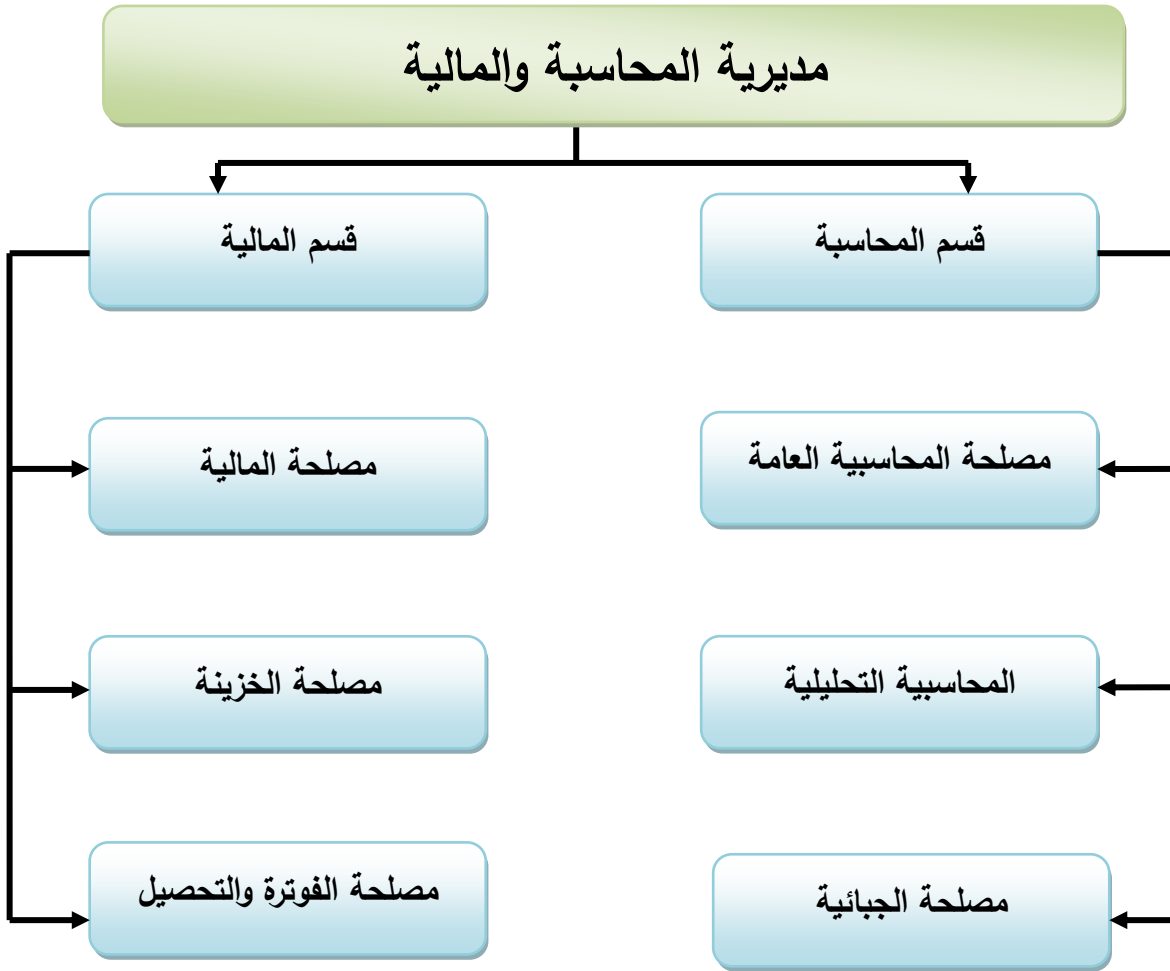 مديرية المحاسبة والمالية
قسم المحاسبة
قسم المالية
مصلحة المحاسبية العامة
مصلحة المالية
المحاسبية التحليلية
مصلحة الخزينة
مصلحة الجبائية
مصلحة الفوترة والتحصيل